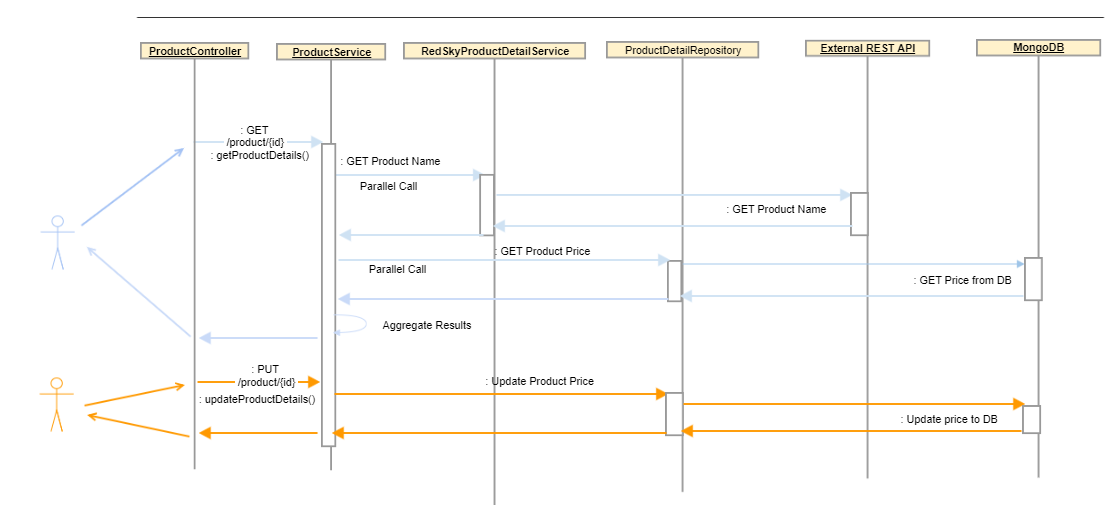 ProductController
ProductService
RedSkyProductDetailService
ProductDetailRepository
External REST API
MongoDB
: GET
/product/{id}
: getProductDetails()
: GET Product Name
Parallel Call
: GET Product Name
: GET Product Price
Parallel Call
: GET Price from DB
Aggregate Results
: PUT
/product/{id}
: updateProductDetails()
: Update Product Price
: Update price to DB